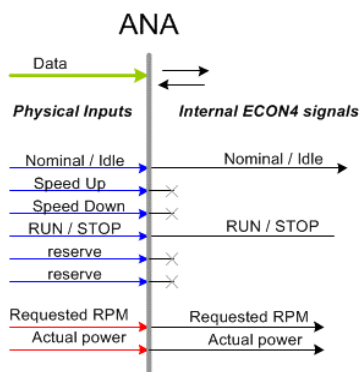 ANA
Data
Physical Inputs Internal ECON4 signals
Nominal / Idle Nominal / Idle
Speed Up
Speed Down
RUN / STOP RUN / STOP
reserve
reserve
Requested RPM Requested RPM
Actual power Actual power